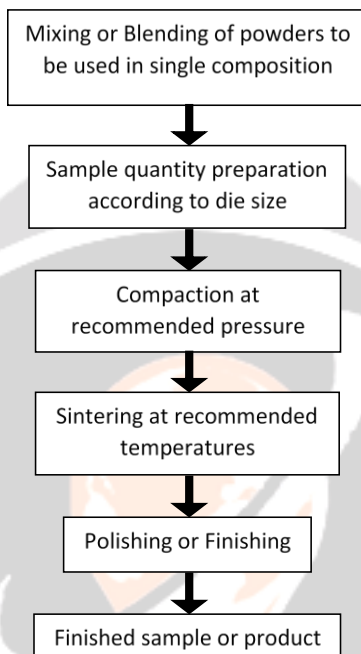 Mixing or Blending of powders to
be used in single composition
Sample quantity preparation
according to die size
Compaction at
recommended pressure
Sintering at recommended
temperatures
Polishing or Finishing
Finished sample or product